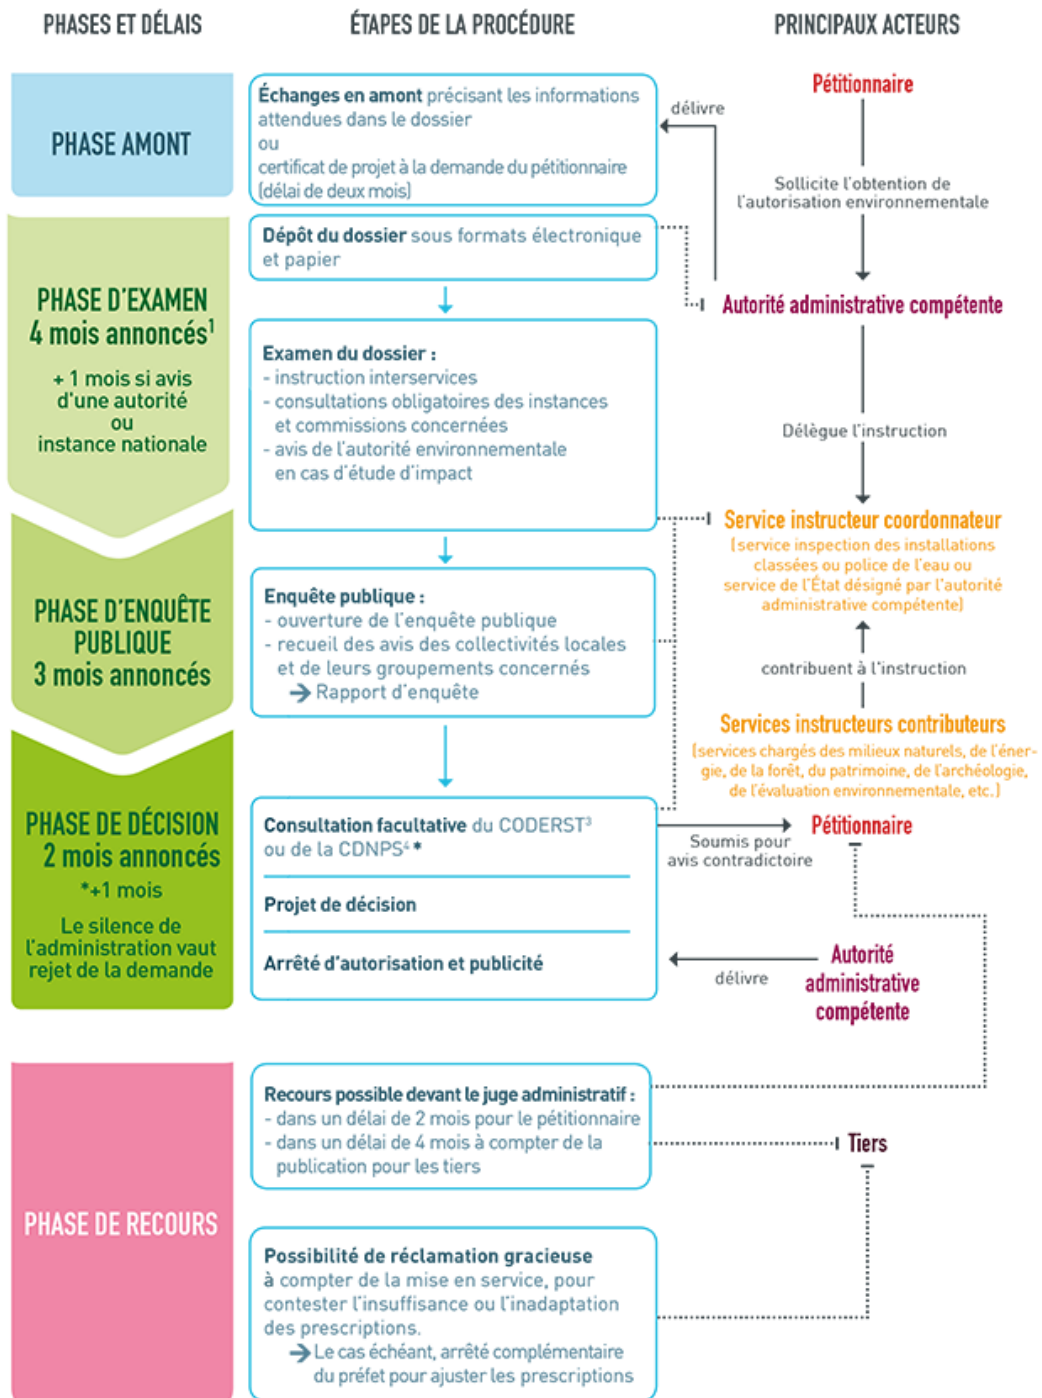 PHASES ET DÉLAIS
ÉTAPES DE LA PROCÉDURE
PRINCIPAUX ACTEURS
PHASE AMONT
Échanges en amont précisant les informations
attendues dans le dossier
ou
certificat de projet à la demande du pétitionnaire
(délai de deux mois)
délivre
Pétitionnaire
Sollicite l'obtention de
l'autorisation environnementale
PHASE D'EXAMEN
4 mois annoncés¹
+ 1 mois si avis
d'une autorité
ou
instance nationale
Dépôt du dossier sous formats électronique
et papier
Autorité administrative compétente
Examen du dossier :
- instruction interservices
- consultations obligatoires des instances
et commissions concernées
- avis de l'autorité environnementale
en cas d'étude d'impact
Délègue l'instruction
Service instructeur coordonnateur
(service inspection des installations
classées ou police de l'eau ou
service de l'État désigné par l'autorité
administrative compétente)
PHASE D'ENQUÊTE
PUBLIQUE
3 mois annoncés
Enquête publique :
- ouverture de l'enquête publique
- recueil des avis des collectivités locales
et de leurs groupements concernés
→ Rapport d'enquête
contribuent à l'instruction
Services instructeurs contributeurs
(services chargés des milieux naturels, de l'éner-
gie, de la forêt, du patrimoine, de l'archéologie,
de l'évaluation environnementale, etc.)
PHASE DE DÉCISION
2 mois annoncés
*+1 mois
Le silence de
l'administration vaut
rejet de la demande
Consultation facultative du CODERST³
ou de la CDNPS⁴ *
Projet de décision
Arrêté d'autorisation et publicité
Soumis pour
avis contradictoire
Pétitionnaire
délivre
Autorité
administrative
compétente
PHASE DE RECOURS
Recours possible devant le juge administratif :
- dans un délai de 2 mois pour le pétitionnaire
- dans un délai de 4 mois à compter de la
publication pour les tiers
Tiers
Possibilité de réclamation gracieuse
à compter de la mise en service, pour
contester l'insuffisance ou l'inadaptation
des prescriptions.
→ Le cas échéant, arrêté complémentaire
du préfet pour ajuster les prescriptions